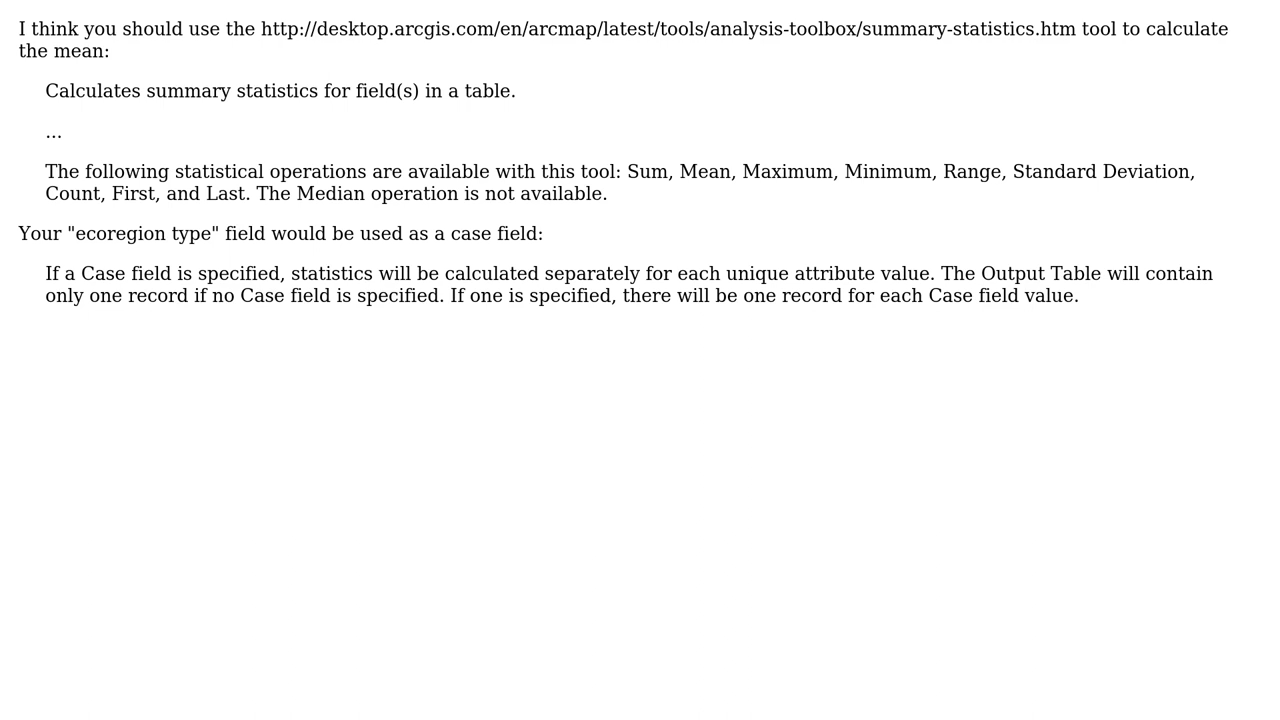 I think you should use the http://desktop.arcgis.com/en/arcmap/latest/tools/analysis-toolbox/summary-statistics.htm tool to calculate
the mean:
Calculates summary statistics for field(s) in a table.
...
The following statistical operations are available with this tool: Sum, Mean, Maximum, Minimum, Range, Standard Deviation,
Count, First, and Last. The Median operation is not available.
Your "ecoregion type" field would be used as a case field:
If a Case field is specified, statistics will be calculated separately for each unique attribute value. The Output Table will contain
only one record if no Case field is specified. If one is specified, there will be one record for each Case field value.